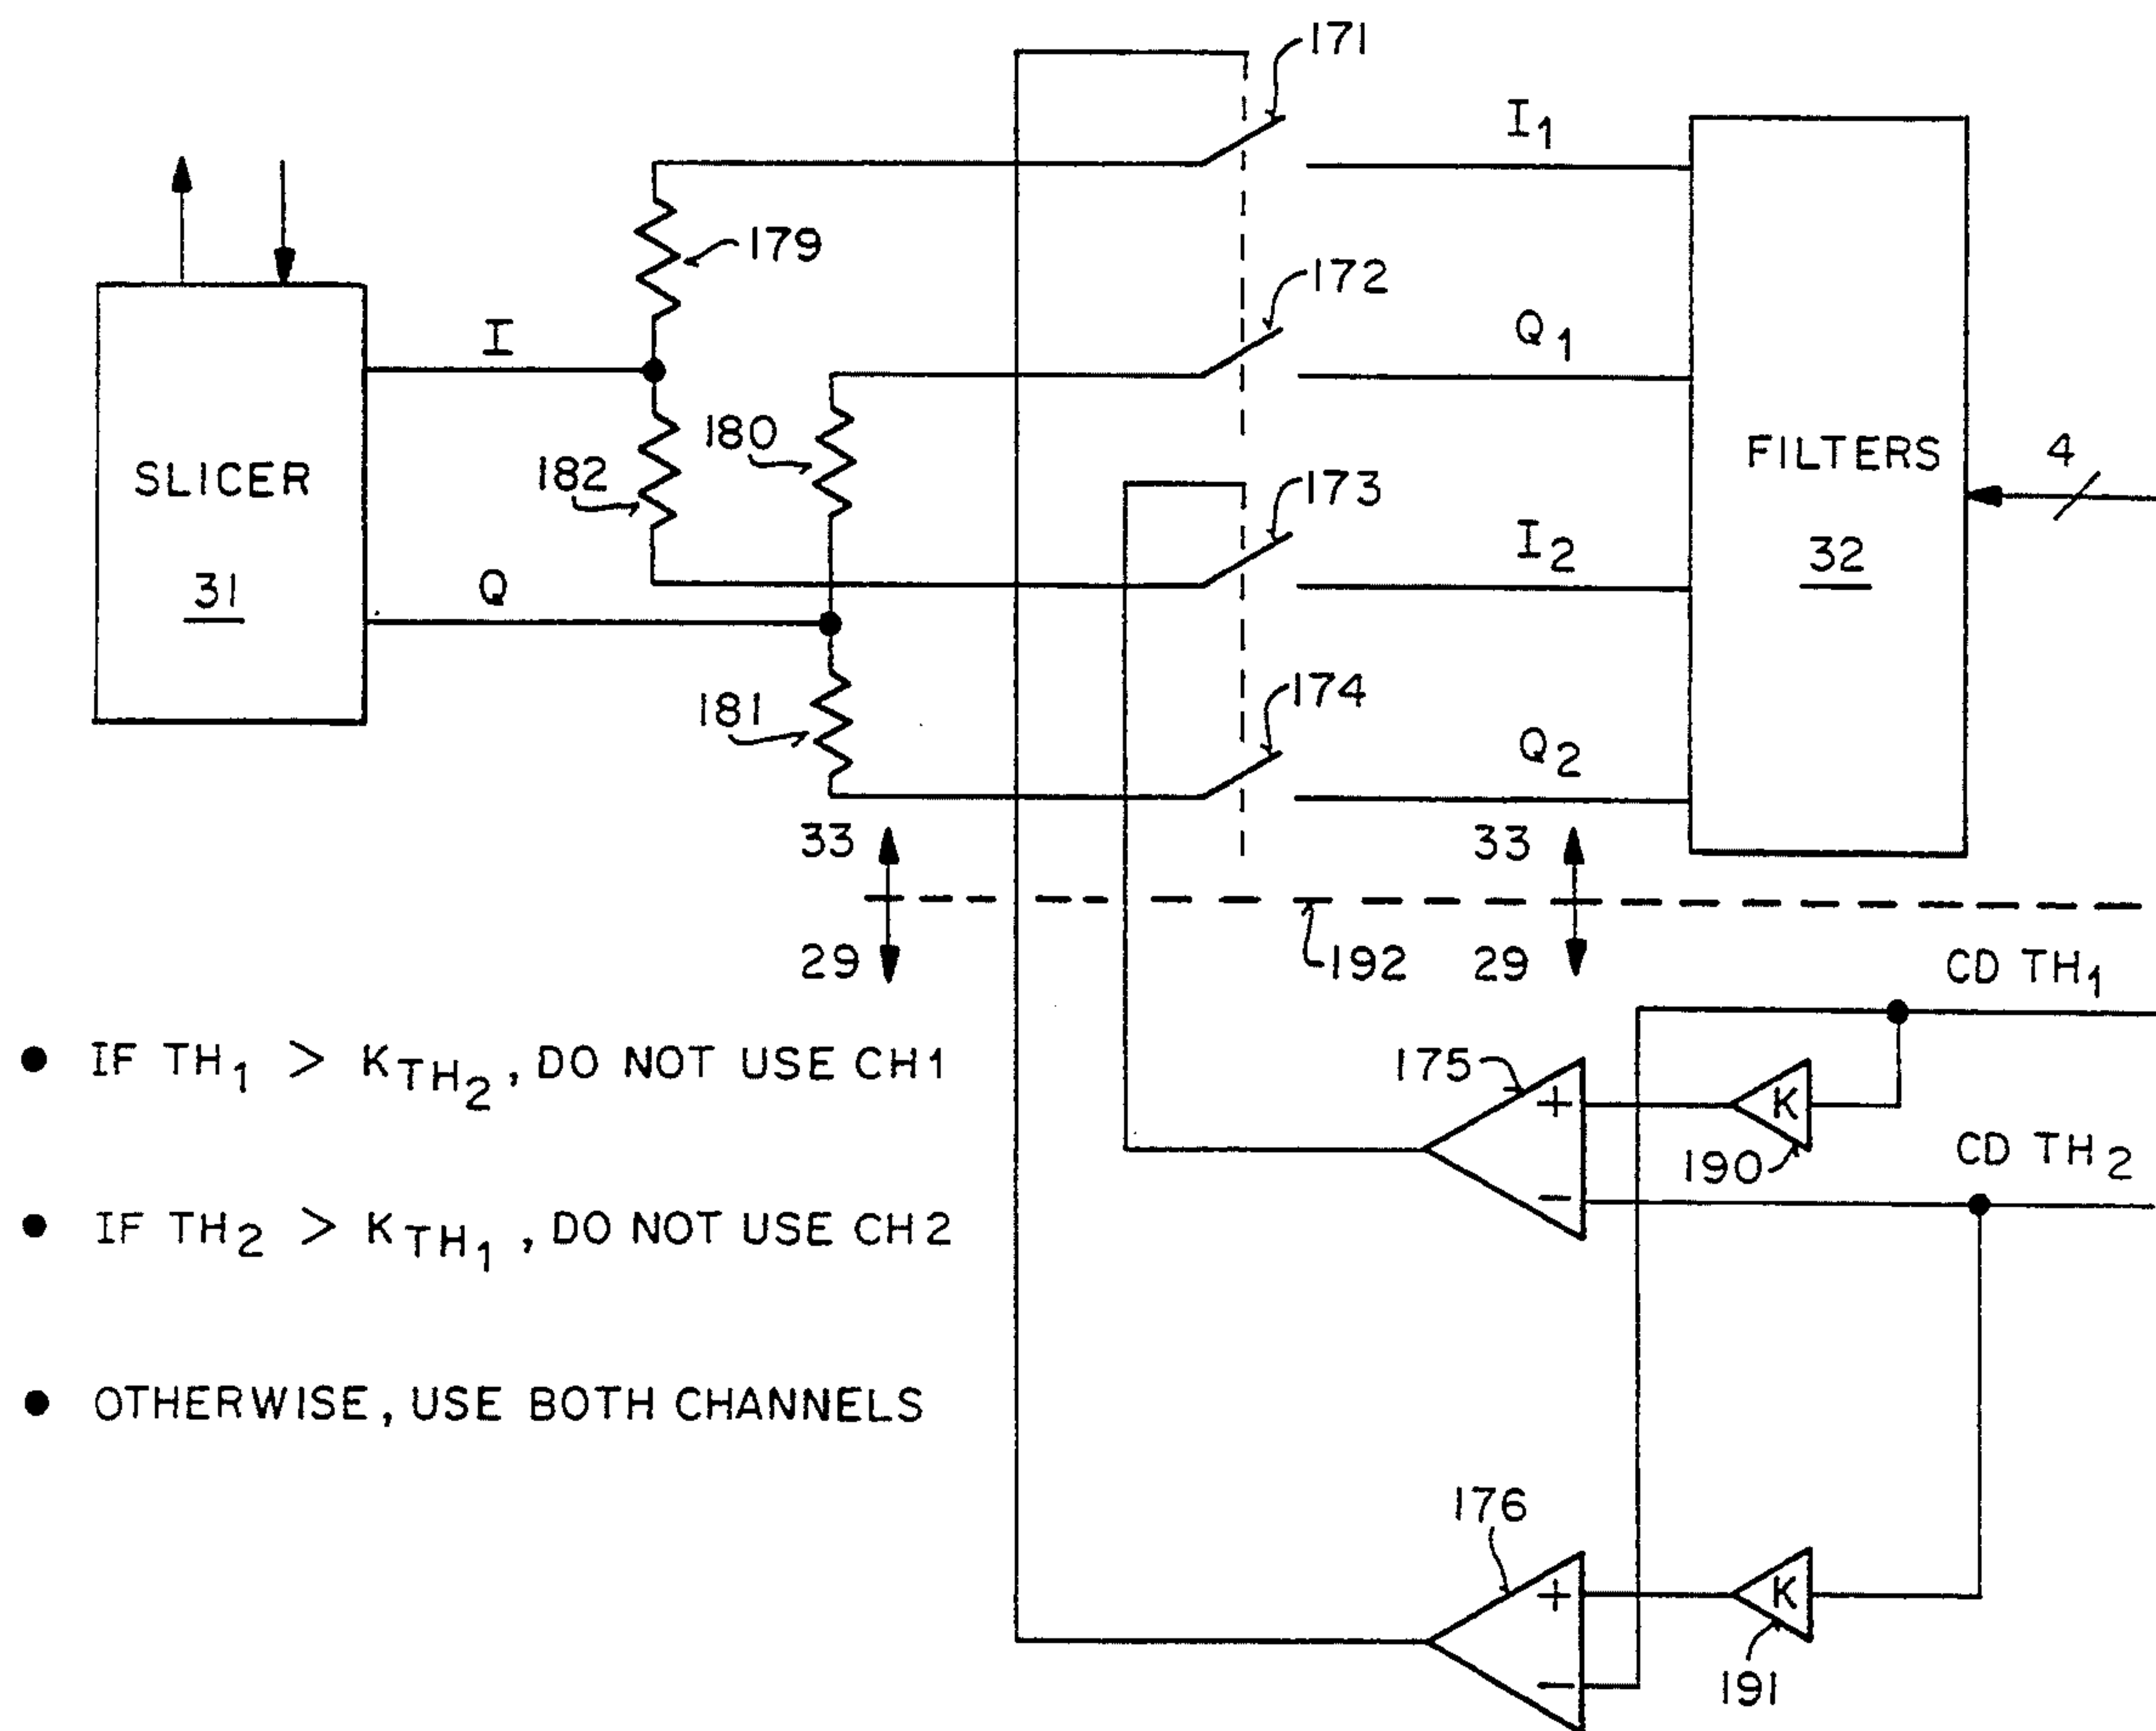 171
I1
179
172
I
Q1
180
4
SLICER
182
FILTERS
173
31
Q
I2
32
181
174
Q2
33
33
29
192
29
CD TH1
● IF TH1 > KTH2, DO NOT USE CH1
175
+
K
190
CD TH2
−
● IF TH2 > KTH1, DO NOT USE CH2
● OTHERWISE, USE BOTH CHANNELS
176
+
K
−
191